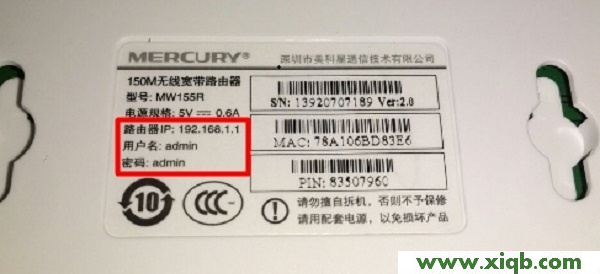 MERCURY®
深圳市美科星通信技术有限公司
150M无线宽带路由器
型号: MW155R
电源规格: 5V ⎓ 0.6A
路由器IP: 192.168.1.1
用户名: admin
密码: admin
S/N: 13920707189 Ver:2.0
MAC: 78A106BD83E6
PIN: 83507960
10
CCC
请勿擅自拆机, 否则不予保修
请用配套电源, 以免损坏产品
www.xiqb.com